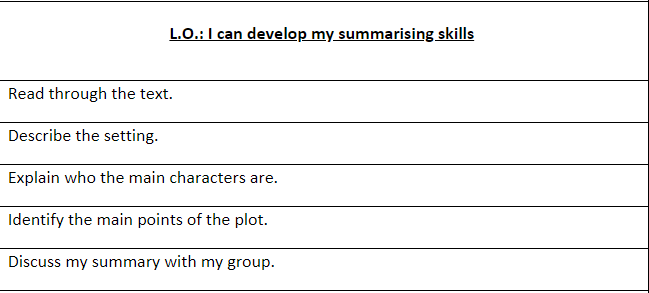 L.O.: I can develop my summarising skills
Read through the text.
Describe the setting.
Explain who the main characters are.
Identify the main points of the plot.
Discuss my summary with my group.